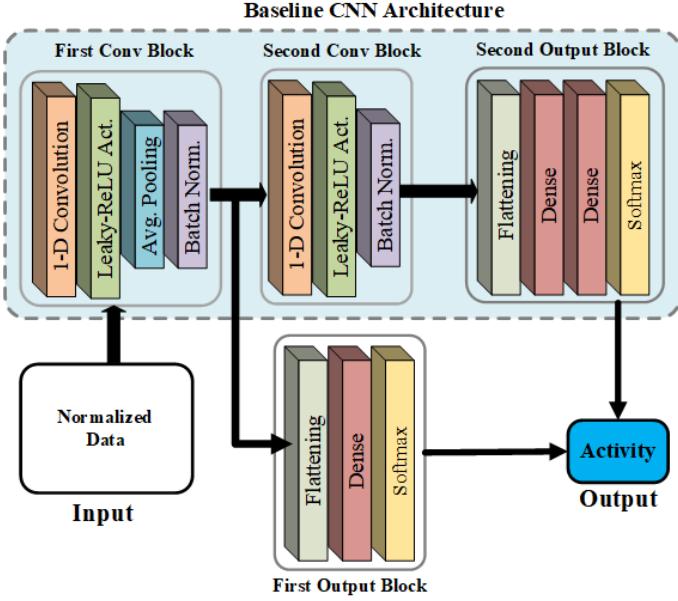 Baseline CNN Architecture
First Conv Block
Second Conv Block
Second Output Block
1-D Convolution
Leaky-ReLU Act.
Avg. Pooling
Batch Norm.
1-D Convolution
Leaky-ReLU Act.
Batch Norm.
Flattening
Dense
Dense
Softmax
Normalized
Data
Input
Flattening
Dense
Softmax
First Output Block
Activity
Output